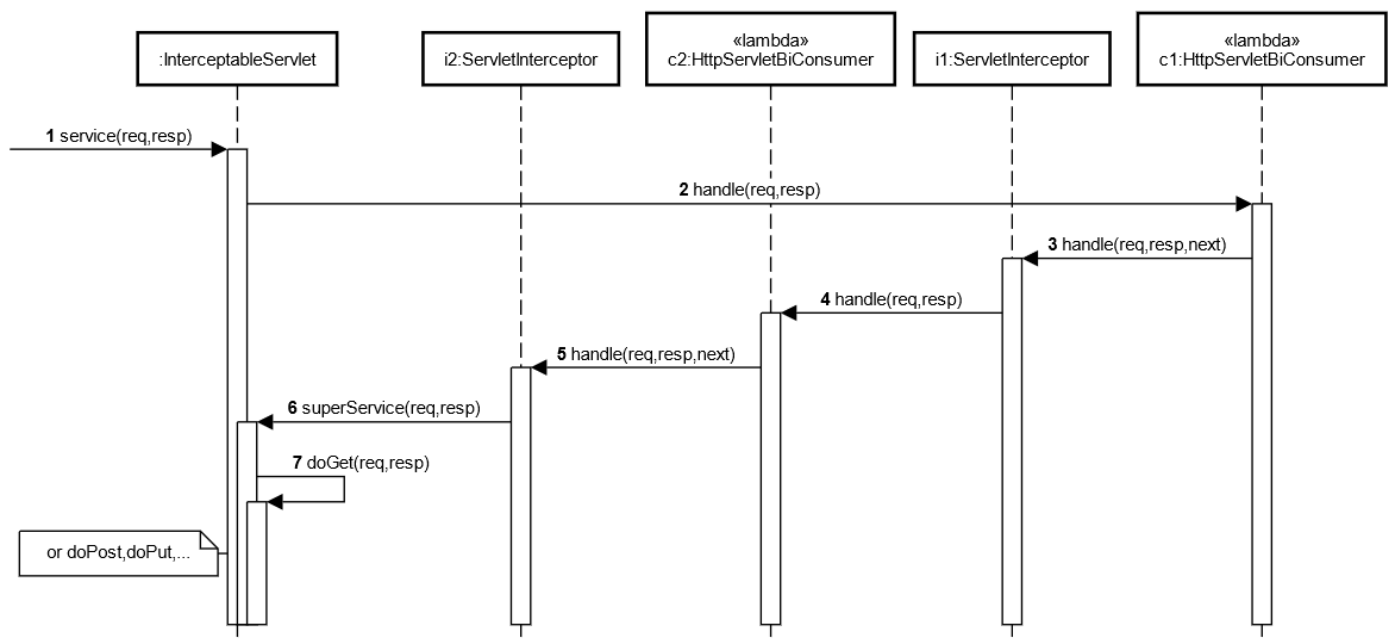 :InterceptableServlet
i2:ServletInterceptor
«lambda»
c2:HttpServletBiConsumer
i1:ServletInterceptor
«lambda»
c1:HttpServletBiConsumer
1 service(req,resp)
2 handle(req,resp)
3 handle(req,resp,next)
4 handle(req,resp)
5 handle(req,resp,next)
6 superService(req,resp)
7 doGet(req,resp)
or doPost,doPut,...